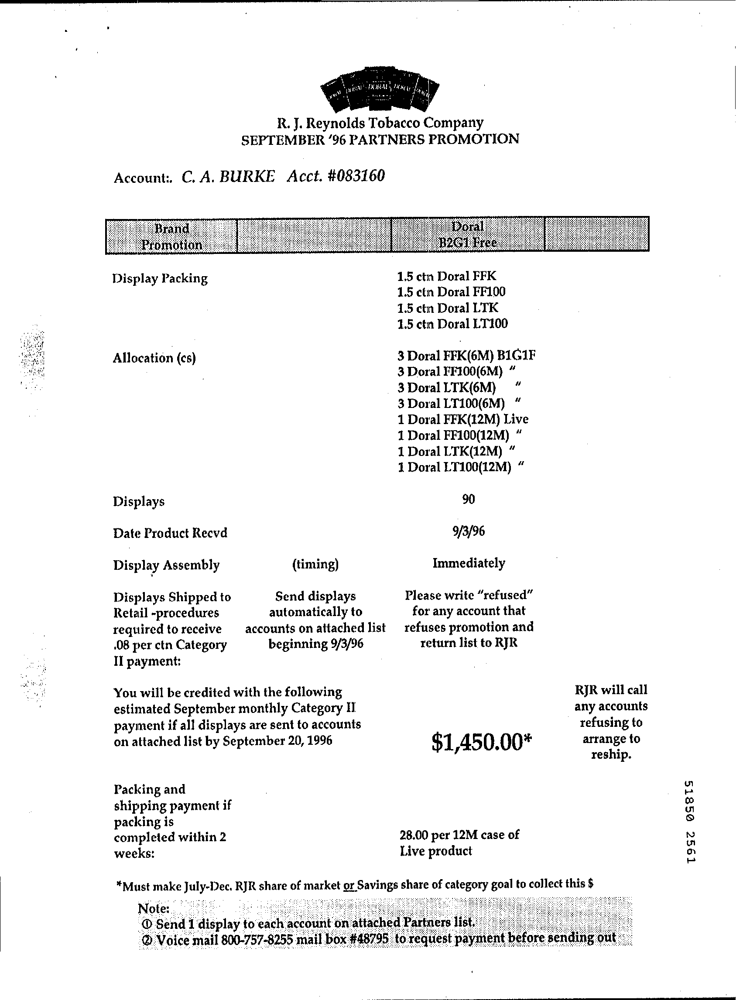 DORAL
R. J. Reynolds Tobacco Company
SEPTEMBER '96 PARTNERS PROMOTION
Account:. C. A. BURKE Acct. #083160
Brand Promotion
Doral B2G1 Free
Display Packing
1.5 ctn Doral FFK
1.5 ctn Doral FF100
1.5 ctn Doral LTK
1.5 ctn Doral LT100
Allocation (cs)
3 Doral FFK(6M) B1G1F
3 Doral FF100(6M) "
3 Doral LTK(6M) "
3 Doral LT100(6M) "
1 Doral FFK(12M) Live
1 Doral FF100(12M) "
1 Doral LTK(12M) "
1 Doral LT100(12M) "
Displays 90
Date Product Recvd 9/3/96
Display Assembly (timing) Immediately
Displays Shipped to
Retail -procedures
required to receive
.08 per ctn Category
II payment:
Send displays
automatically to
accounts on attached list
beginning 9/3/96
Please write "refused"
for any account that
refuses promotion and
return list to RJR
You will be credited with the following
estimated September monthly Category II
payment if all displays are sent to accounts
on attached list by September 20, 1996
$1,450.00*
RJR will call
any accounts
refusing to
arrange to
reship.
Packing and
shipping payment if
packing is
completed within 2
weeks:
28.00 per 12M case of
Live product
*Must make July-Dec. RJR share of market or Savings share of category goal to collect this $
Note:
① Send 1 display to each account on attached Partners list.
② Voice mail 800-757-8255 mail box #48795 to request payment before sending out
51850 2561